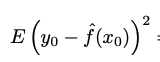 E(y₀ − f̂(x₀))² =